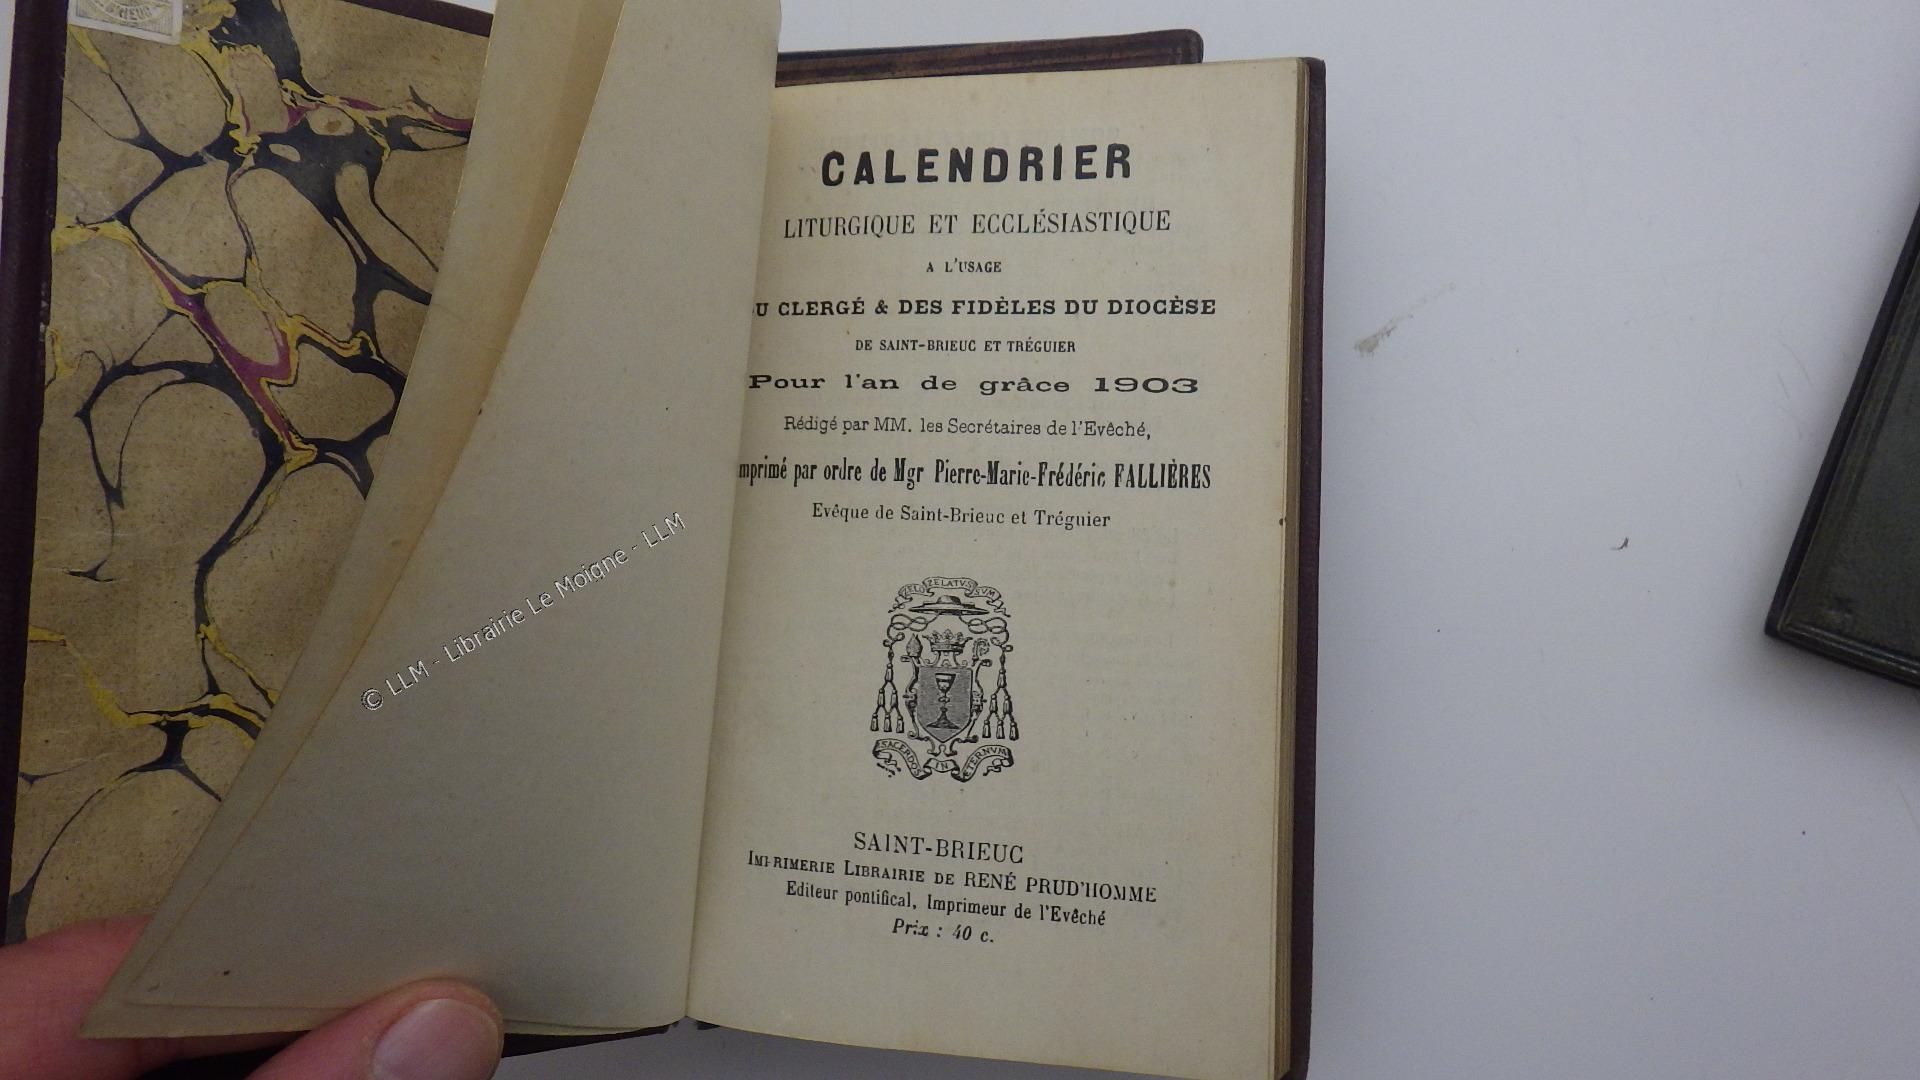 CALENDRIER
LITURGIQUE ET ECCLÉSIASTIQUE
A L'USAGE
U CLERGÉ & DES FIDÈLES DU DIOCÈSE
DE SAINT-BRIEUC ET TRÉGUIER
Pour l'an de grâce 1903
Rédigé par MM. les Secrétaires de l'Evêché,
mprimé par ordre de Mgr Pierre-Marie-Frédéric FALLIÈRES
Evêque de Saint-Brieuc et Tréguier
ZELO ZELATVS SVM
SACERDOS IN ÆTERNVM
SAINT-BRIEUC
IMPRIMERIE LIBRAIRIE DE RENÉ PRUD'HOMME
Editeur pontifical, Imprimeur de l'Evêché
Prix : 40 c.
© LLM - Librairie Le Moigne - LLM